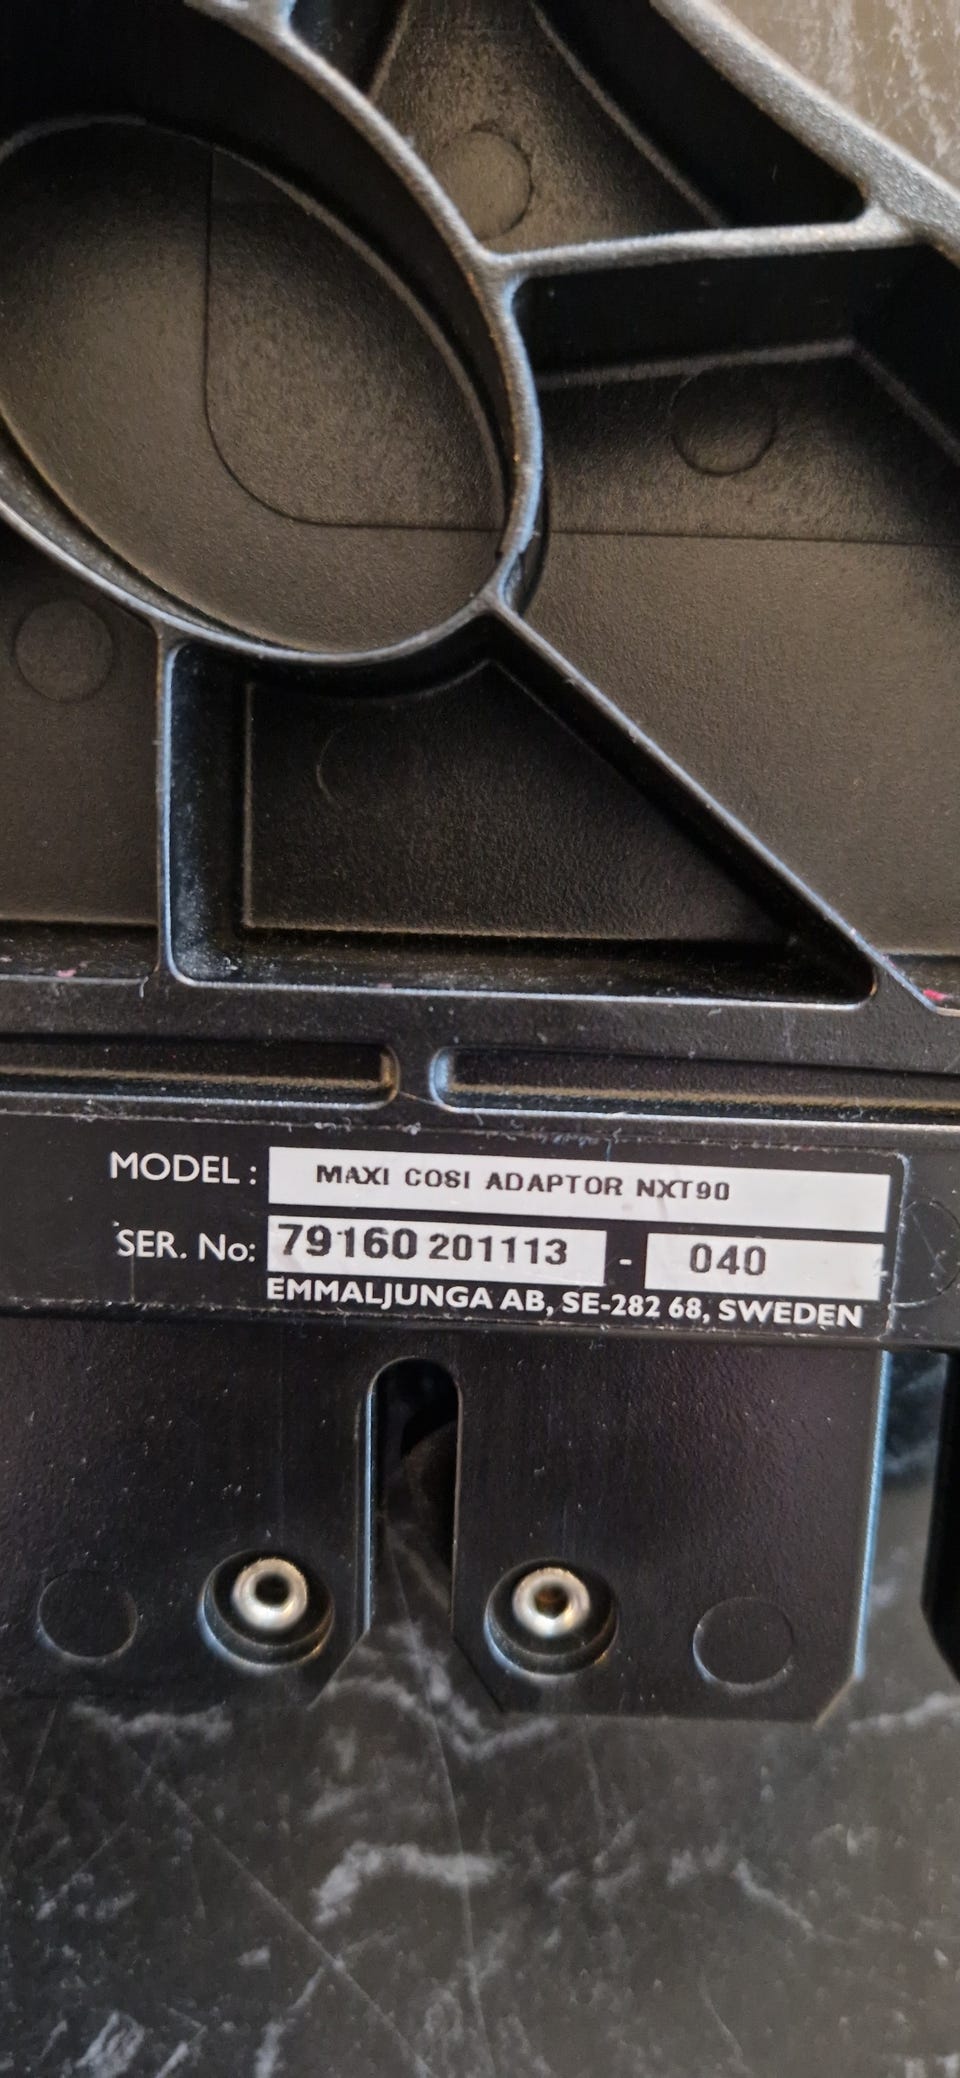 MODEL: MAXI COSI ADAPTOR NXT90
SER. No: 79160 201113 - 040
EMMALJUNGA AB, SE-282 68, SWEDEN